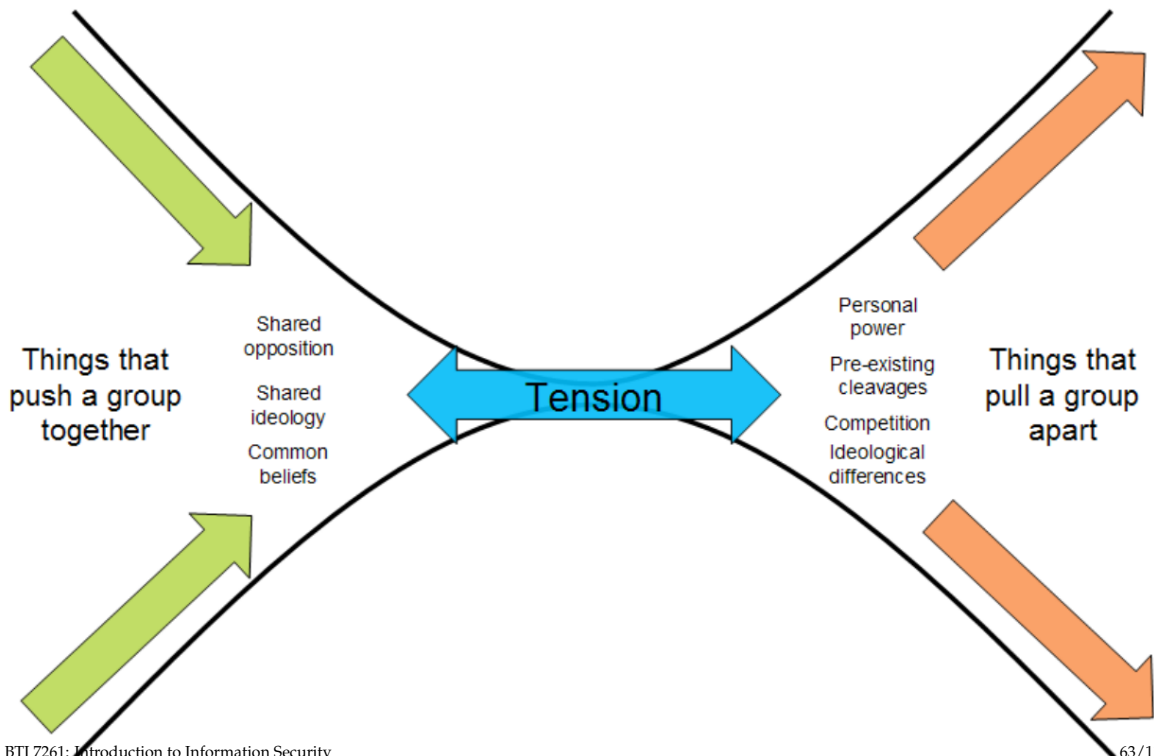 Things that
push a group
together
Shared
opposition
Shared
ideology
Common
beliefs
Tension
Personal
power
Pre-existing
cleavages
Competition
Ideological
differences
Things that
pull a group
apart
BTI 7261: Introduction to Information Security
63/1